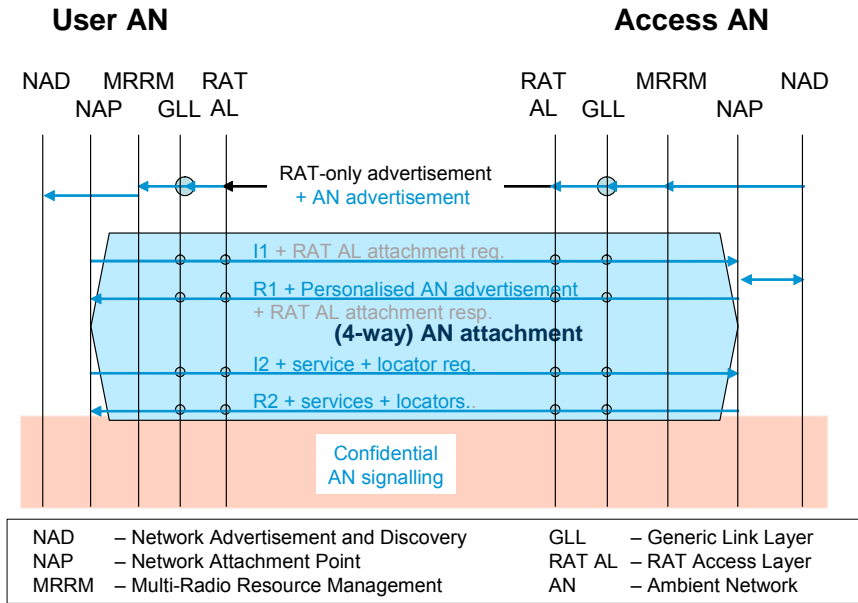 User AN
Access AN
NAD
MRRM
RAT
NAP
GLL
AL
RAT
MRRM
NAD
AL
GLL
NAP
RAT-only advertisement
+ AN advertisement
I1 + RAT AL attachment req.
R1 + Personalised AN advertisement
+ RAT AL attachment resp.
(4-way) AN attachment
I2 + service + locator req.
R2 + services + locators..
Confidential
AN signalling
NAD – Network Advertisement and Discovery
GLL – Generic Link Layer
NAP – Network Attachment Point
RAT AL – RAT Access Layer
MRRM – Multi-Radio Resource Management
AN – Ambient Network